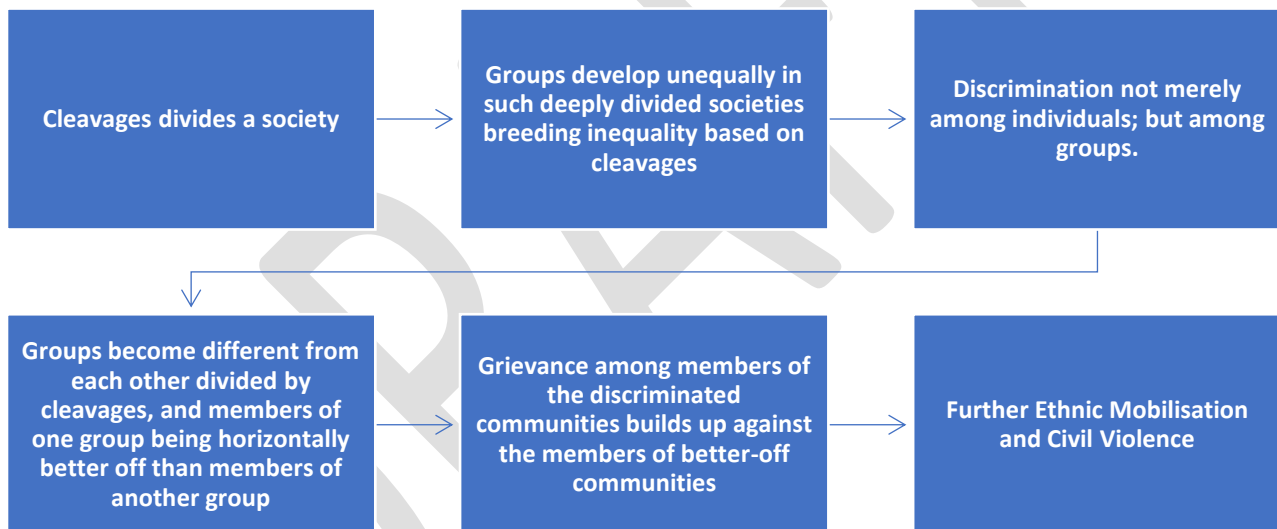 Cleavages divides a society
Groups develop unequally in
such deeply divided societies
breeding inequality based on
cleavages
Discrimination not merely
among individuals; but among
groups.
Groups become different from
each other divided by
cleavages, and members of
one group being horizontally
better off than members of
another group
Grievance among members of
the discriminated
communities builds up against
the members of better-off
communities
Further Ethnic Mobilisation
and Civil Violence